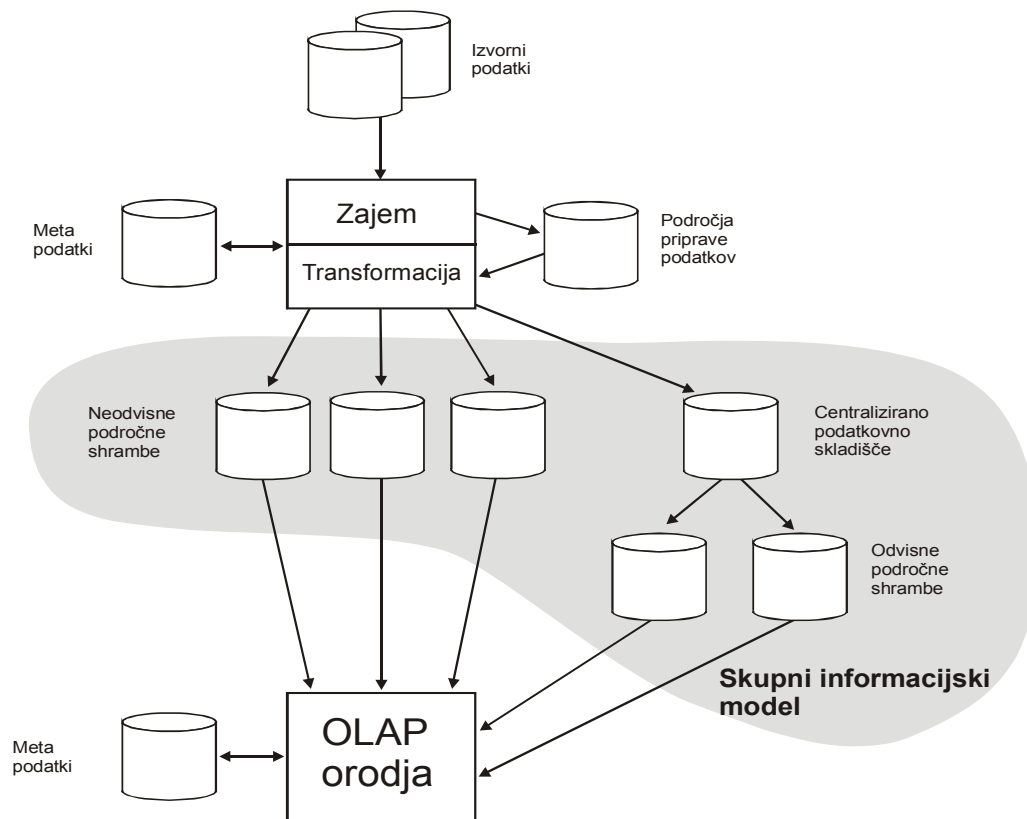 Izvorni
podatki
Meta
podatki
Zajem
Transformacija
Področja
priprave
podatkov
Neodvisne
področne
shrambe
Centralizirano
podatkovno
skladišče
Odvisne
področne
shrambe
Skupni informacijski
model
Meta
podatki
OLAP
orodja